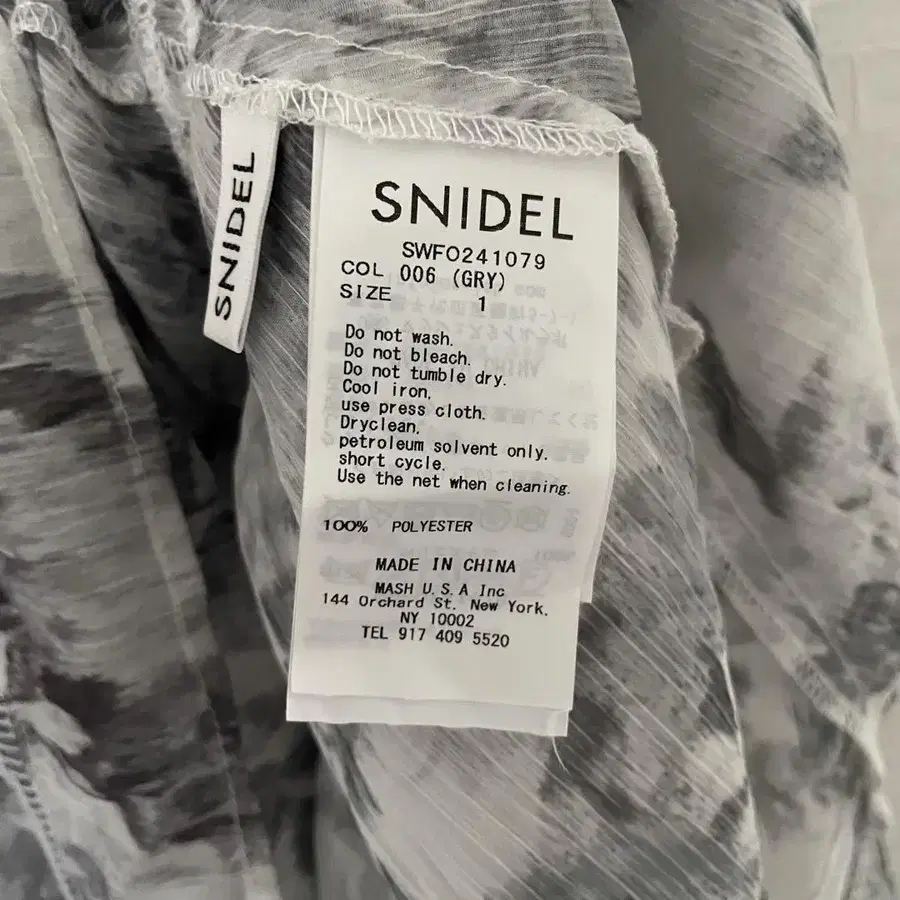 SNIDEL
SNIDEL
SWFO241079
COL 006 (GRY)
SIZE 1
Do not wash.
Do not bleach.
Do not tumble dry.
Cool iron,
use press cloth.
Dryclean,
petroleum solvent only.
short cycle.
Use the net when cleaning.
100% POLYESTER
MADE IN CHINA
MASH U.S.A Inc
144 Orchard St. New York,
NY 10002
TEL 917 409 5520